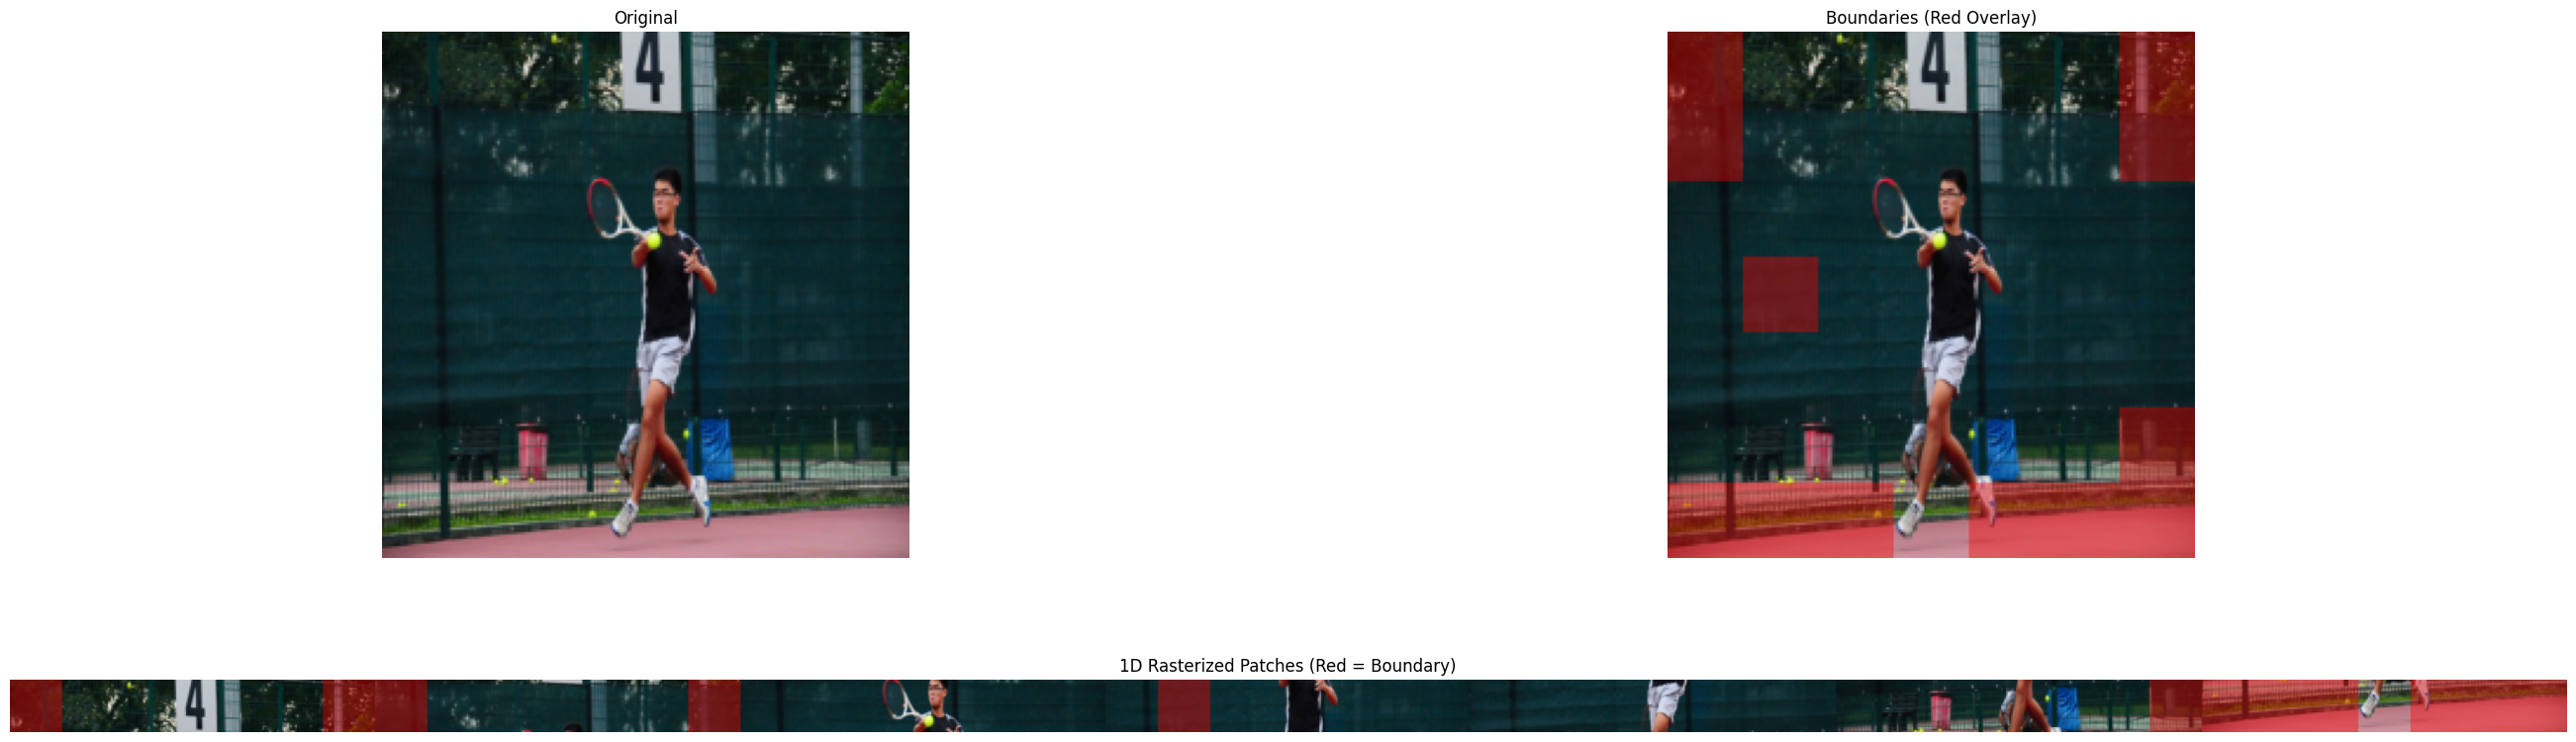 Original
Boundaries (Red Overlay)
4
4
1D Rasterized Patches (Red = Boundary)
4